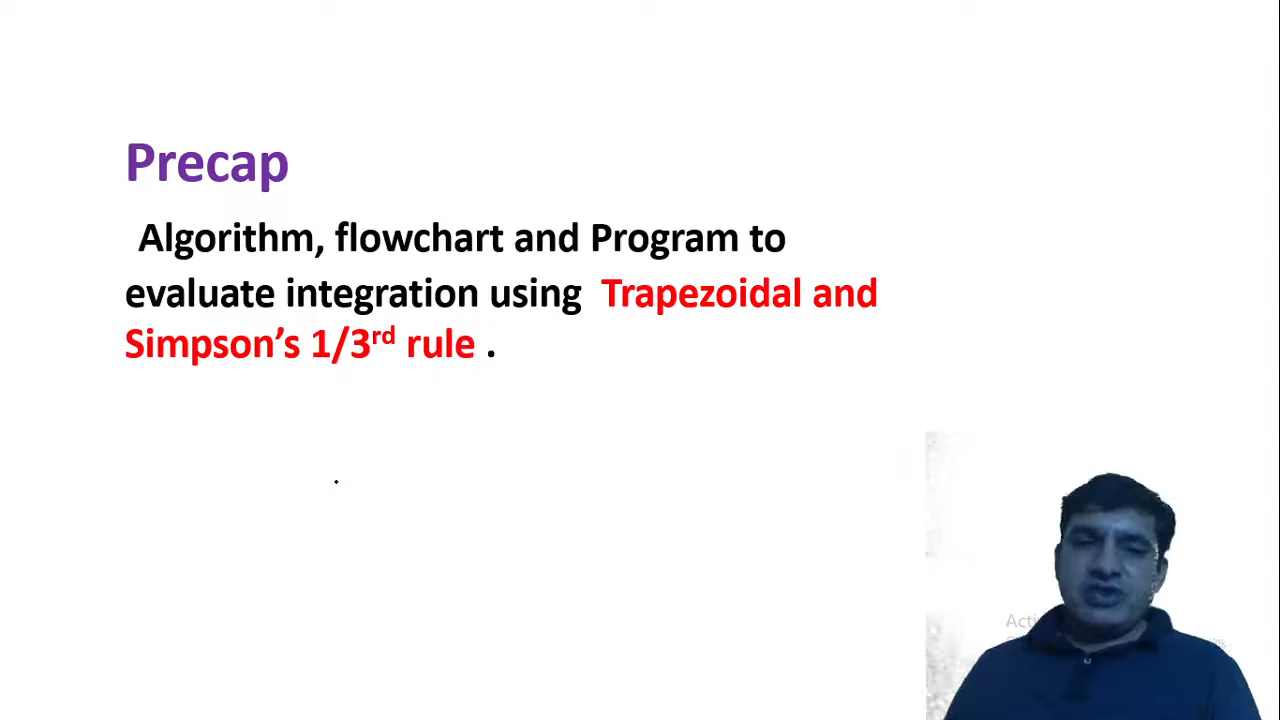 Precap
Algorithm, flowchart and Program to
evaluate integration using Trapezoidal and
Simpson’s 1/3rd rule .